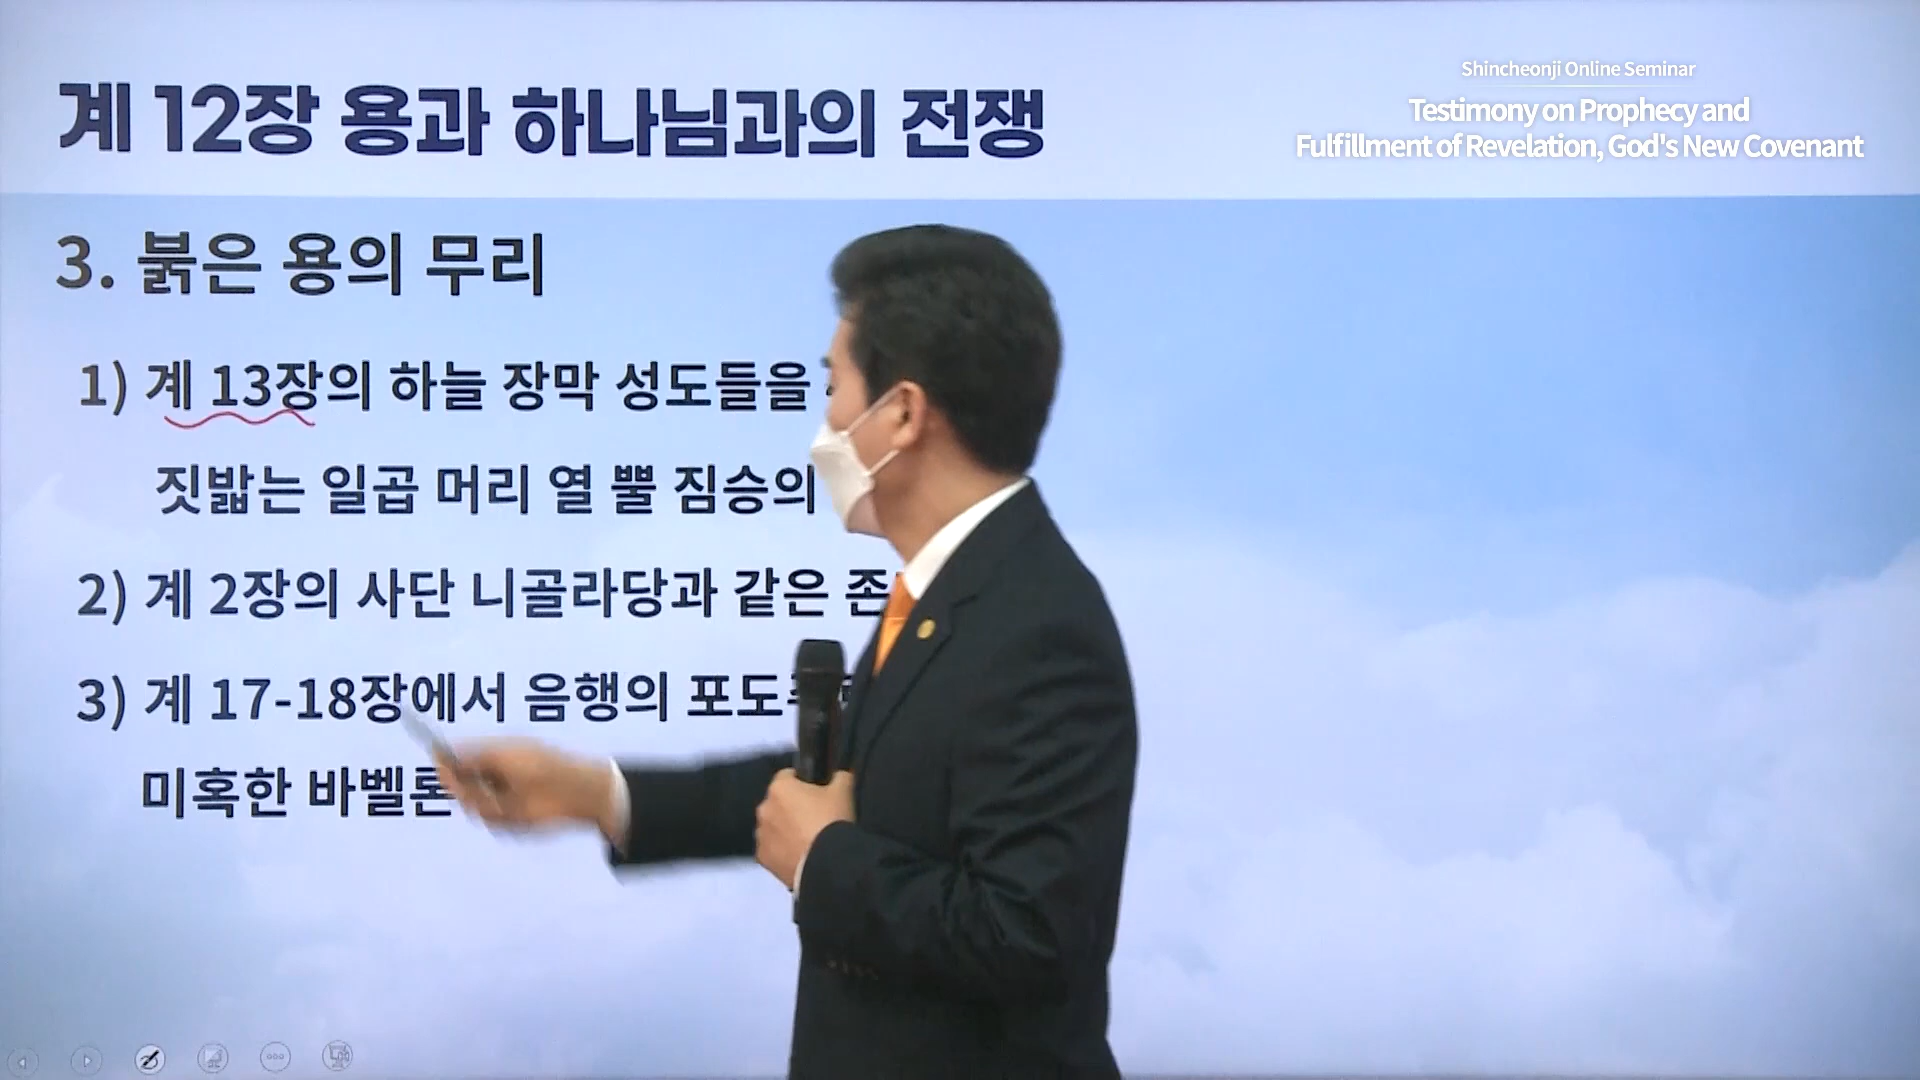 계 12장 용과 하나님과의 전쟁
Shincheonji Online Seminar
Testimony on Prophecy and
Fulfillment of Revelation, God's New Covenant
3. 붉은 용의 무리
1) 계 13장의 하늘 장막 성도들을
짓밟는 일곱 머리 열 뿔 짐승의
2) 계 2장의 사단 니골라당과 같은
3) 계 17-18장에서 음행의
미혹한 바벨론